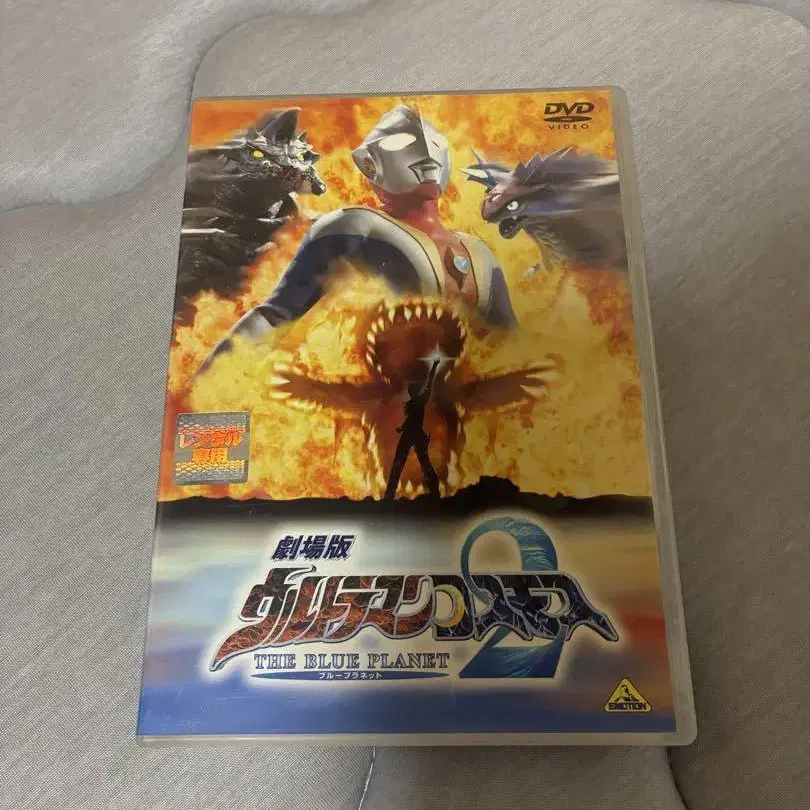 DVD
VIDEO
レンタル
専用
劇場版
ウルトラマンコスモス2
THE BLUE PLANET
ブループラネット
EMOTION